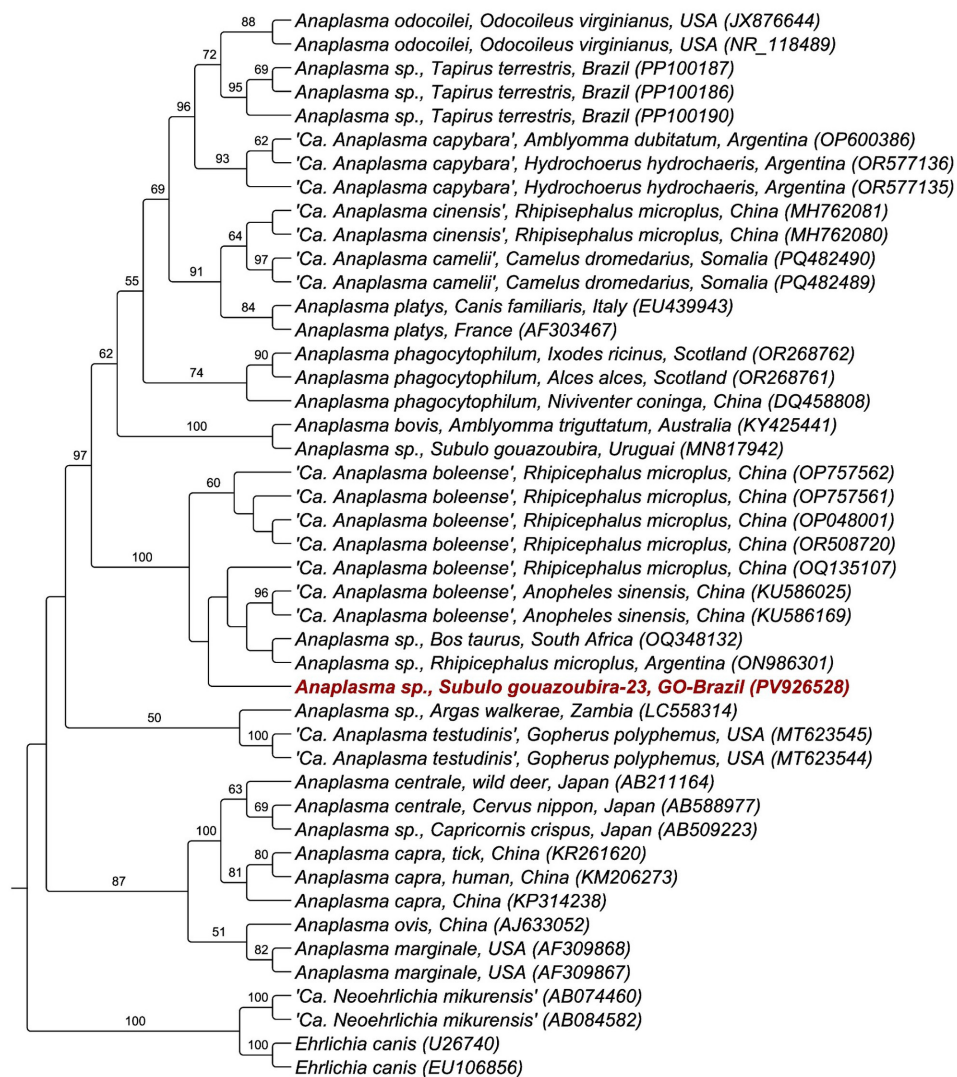 88
Anaplasma odocoilei, Odocoileus virginianus, USA (JX876644)
Anaplasma odocoilei, Odocoileus virginianus, USA (NR_118489)
72
69
Anaplasma sp., Tapirus terrestris, Brazil (PP100187)
95
Anaplasma sp., Tapirus terrestris, Brazil (PP100186)
Anaplasma sp., Tapirus terrestris, Brazil (PP100190)
96
62
'Ca. Anaplasma capybara', Amblyomma dubitatum, Argentina (OP600386)
93
'Ca. Anaplasma capybara', Hydrochoerus hydrochaeris, Argentina (OR577136)
'Ca. Anaplasma capybara', Hydrochoerus hydrochaeris, Argentina (OR577135)
69
'Ca. Anaplasma cinensis', Rhipisephalus microplus, China (MH762081)
64
'Ca. Anaplasma cinensis', Rhipisephalus microplus, China (MH762080)
97
'Ca. Anaplasma camelii', Camelus dromedarius, Somalia (PQ482490)
91
'Ca. Anaplasma camelii', Camelus dromedarius, Somalia (PQ482489)
55
84
Anaplasma platys, Canis familiaris, Italy (EU439943)
Anaplasma platys, France (AF303467)
90
Anaplasma phagocytophilum, Ixodes ricinus, Scotland (OR268762)
74
Anaplasma phagocytophilum, Alces alces, Scotland (OR268761)
Anaplasma phagocytophilum, Niviventer coninga, China (DQ458808)
62
100
Anaplasma bovis, Amblyomma triguttatum, Australia (KY425441)
Anaplasma sp., Subulo gouazoubira, Uruguai (MN817942)
97
60
'Ca. Anaplasma boleense', Rhipicephalus microplus, China (OP757562)
'Ca. Anaplasma boleense', Rhipicephalus microplus, China (OP757561)
'Ca. Anaplasma boleense', Rhipicephalus microplus, China (OP048001)
'Ca. Anaplasma boleense', Rhipicephalus microplus, China (OR508720)
100
'Ca. Anaplasma boleense', Rhipicephalus microplus, China (OQ135107)
96
'Ca. Anaplasma boleense', Anopheles sinensis, China (KU586025)
'Ca. Anaplasma boleense', Anopheles sinensis, China (KU586169)
Anaplasma sp., Bos taurus, South Africa (OQ348132)
Anaplasma sp., Rhipicephalus microplus, Argentina (ON986301)
Anaplasma sp., Subulo gouazoubira-23, GO-Brazil (PV926528)
50
Anaplasma sp., Argas walkerae, Zambia (LC558314)
100
'Ca. Anaplasma testudinis', Gopherus polyphemus, USA (MT623545)
'Ca. Anaplasma testudinis', Gopherus polyphemus, USA (MT623544)
63
Anaplasma centrale, wild deer, Japan (AB211164)
69
Anaplasma centrale, Cervus nippon, Japan (AB588977)
100
Anaplasma sp., Capricornis crispus, Japan (AB509223)
80
Anaplasma capra, tick, China (KR261620)
81
Anaplasma capra, human, China (KM206273)
87
Anaplasma capra, China (KP314238)
51
Anaplasma ovis, China (AJ633052)
82
Anaplasma marginale, USA (AF309868)
Anaplasma marginale, USA (AF309867)
100
'Ca. Neoehrlichia mikurensis' (AB074460)
100
'Ca. Neoehrlichia mikurensis' (AB084582)
100
Ehrlichia canis (U26740)
Ehrlichia canis (EU106856)